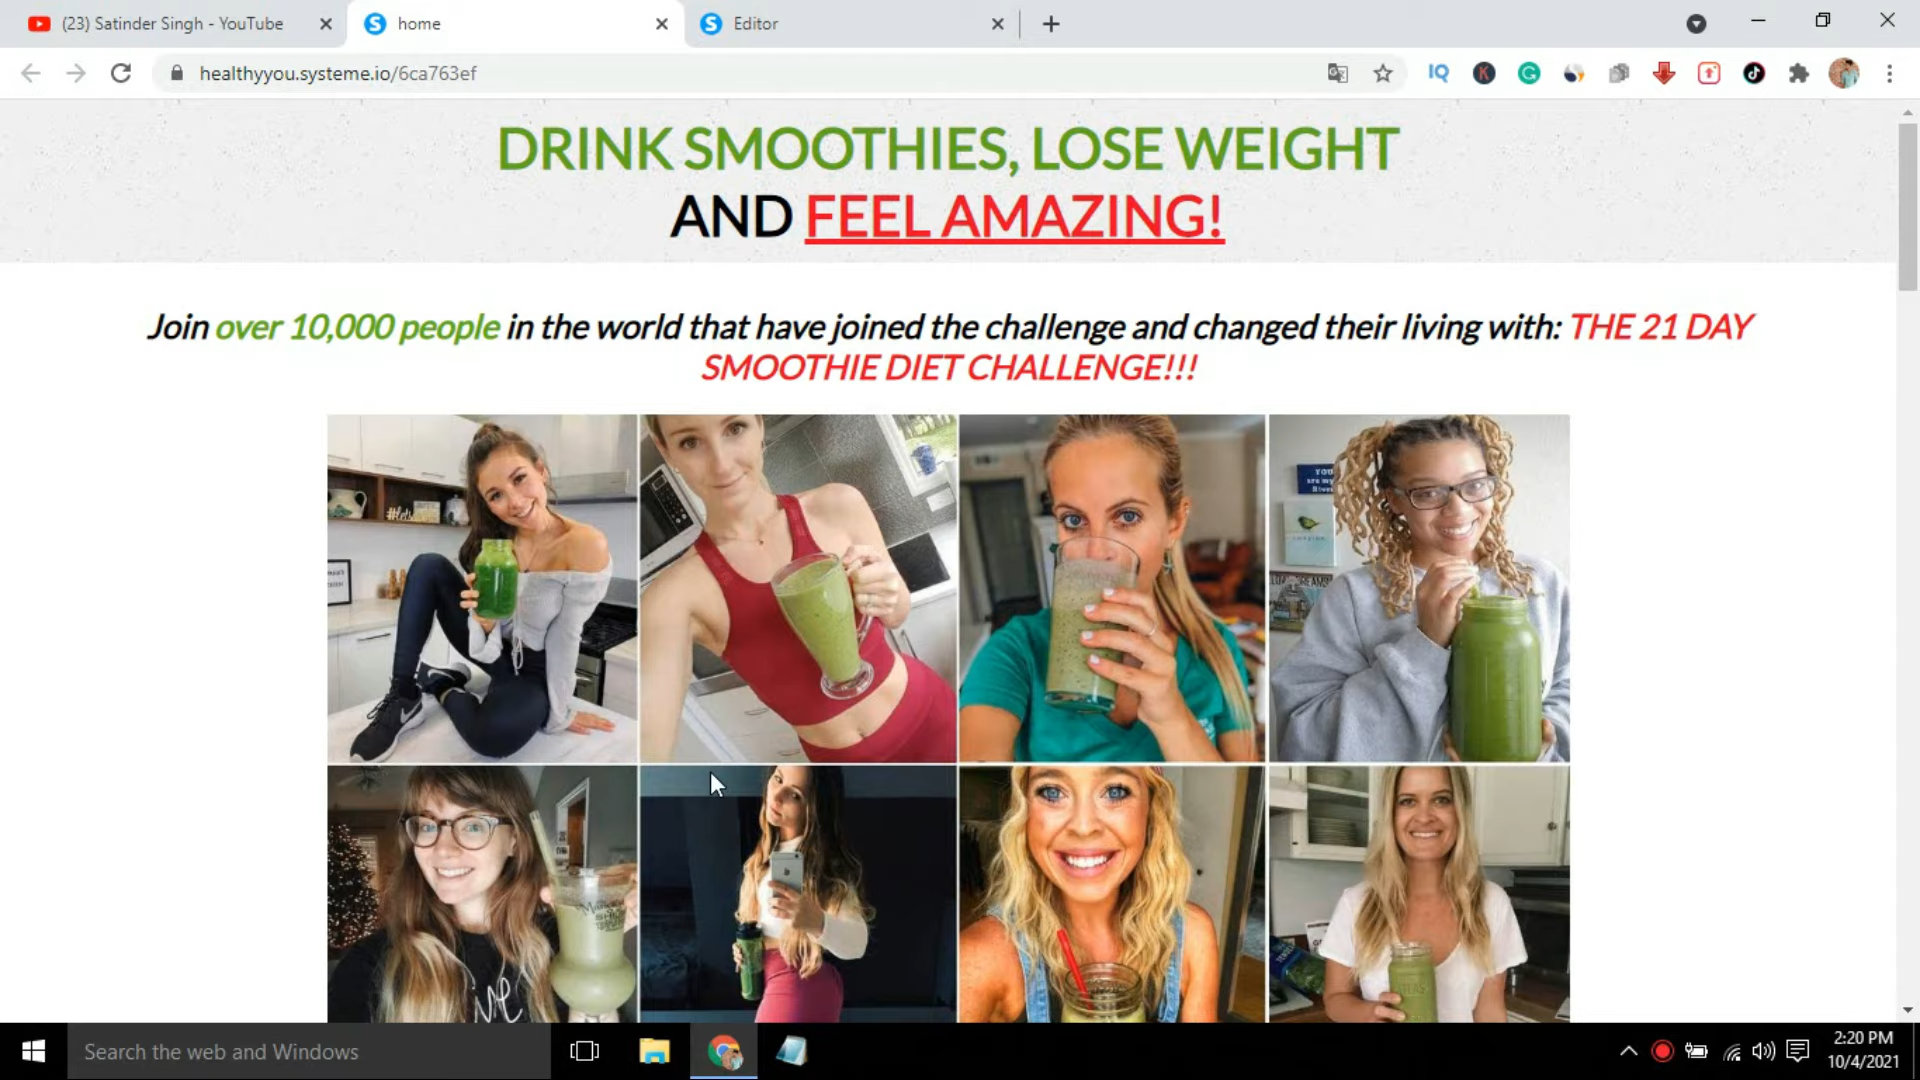 (23) Satinder Singh - YouTube
home
Editor
healthyyou.systeme.io/6ca763ef
IQ
K
G
DRINK SMOOTHIES, LOSE WEIGHT
AND FEEL AMAZING!
Join over 10,000 people in the world that have joined the challenge and changed their living with: THE 21 DAY
SMOOTHIE DIET CHALLENGE!!!
Search the web and Windows
2:20 PM
10/4/2021